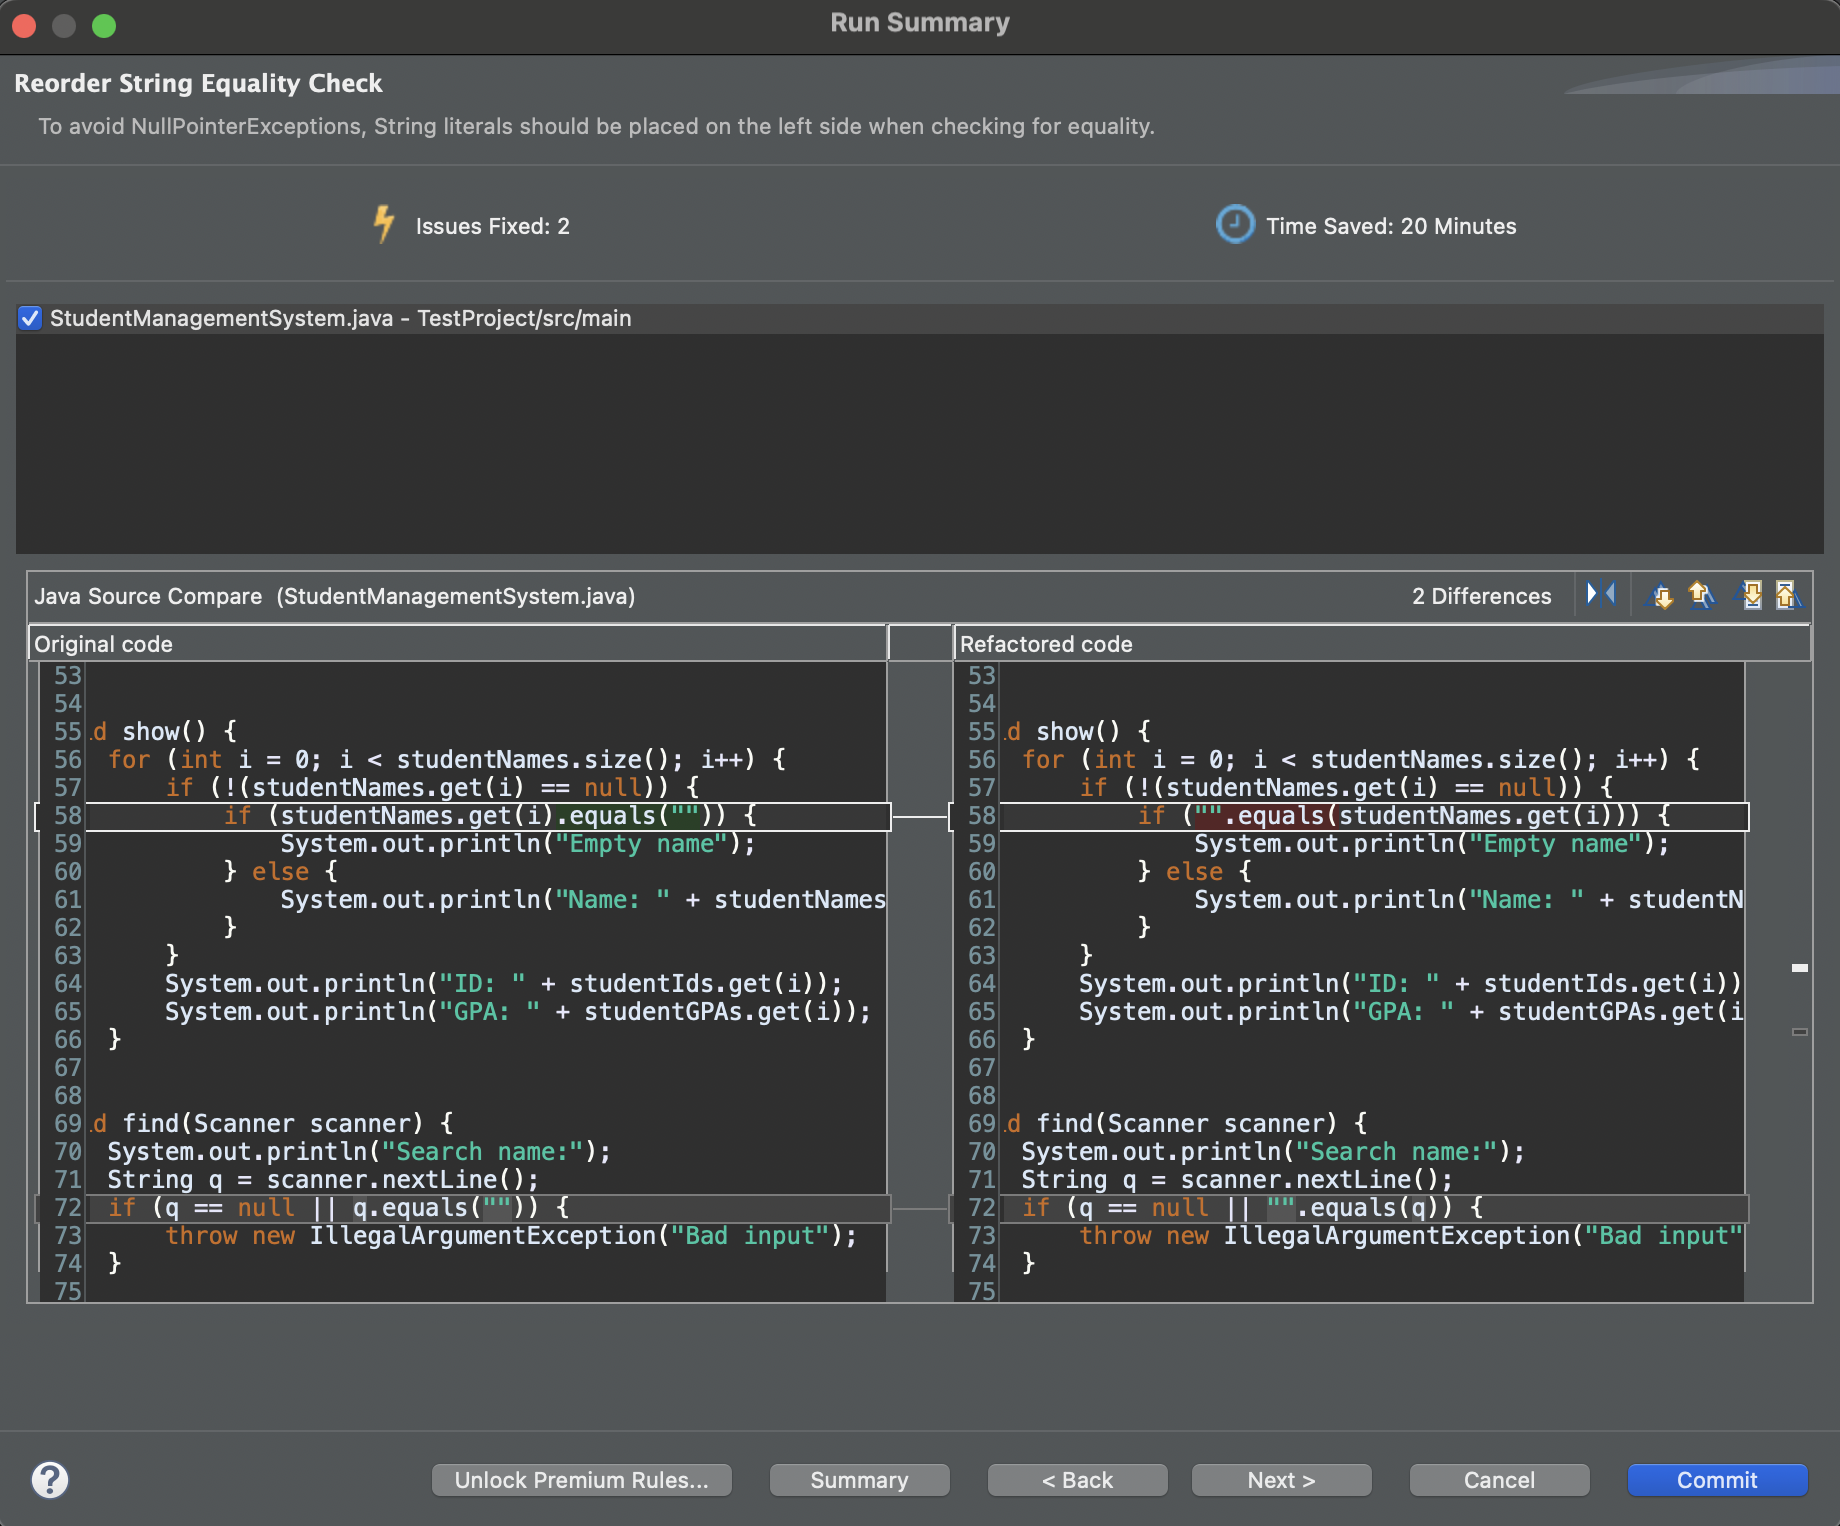 Run Summary
Reorder String Equality Check
To avoid NullPointerExceptions, String literals should be placed on the left side when checking for equality.
Issues Fixed: 2
Time Saved: 20 Minutes
StudentManagementSystem.java - TestProject/src/main
Java Source Compare (StudentManagementSystem.java)
2 Differences
Original code
53
54
55 d show() {
56 for (int i = 0; i < studentNames.size(); i++) {
57 if (!(studentNames.get(i) == null)) {
58 if (studentNames.get(i).equals("")) {
59 System.out.println("Empty name");
60 } else {
61 System.out.println("Name: " + studentNames
62 }
63 }
64 System.out.println("ID: " + studentIds.get(i));
65 System.out.println("GPA: " + studentGPAs.get(i));
66 }
67
68
69 d find(Scanner scanner) {
70 System.out.println("Search name:");
71 String q = scanner.nextLine();
72 if (q == null || q.equals("")) {
73 throw new IllegalArgumentException("Bad input");
74 }
75
Refactored code
53
54
55 d show() {
56 for (int i = 0; i < studentNames.size(); i++) {
57 if (!(studentNames.get(i) == null)) {
58 if ("".equals(studentNames.get(i))) {
59 System.out.println("Empty name");
60 } else {
61 System.out.println("Name: " + studentN
62 }
63 }
64 System.out.println("ID: " + studentIds.get(i))
65 System.out.println("GPA: " + studentGPAs.get(i
66 }
67
68
69 d find(Scanner scanner) {
70 System.out.println("Search name:");
71 String q = scanner.nextLine();
72 if (q == null || "".equals(q)) {
73 throw new IllegalArgumentException("Bad input"
74 }
75
?
Unlock Premium Rules...
Summary
< Back
Next >
Cancel
Commit